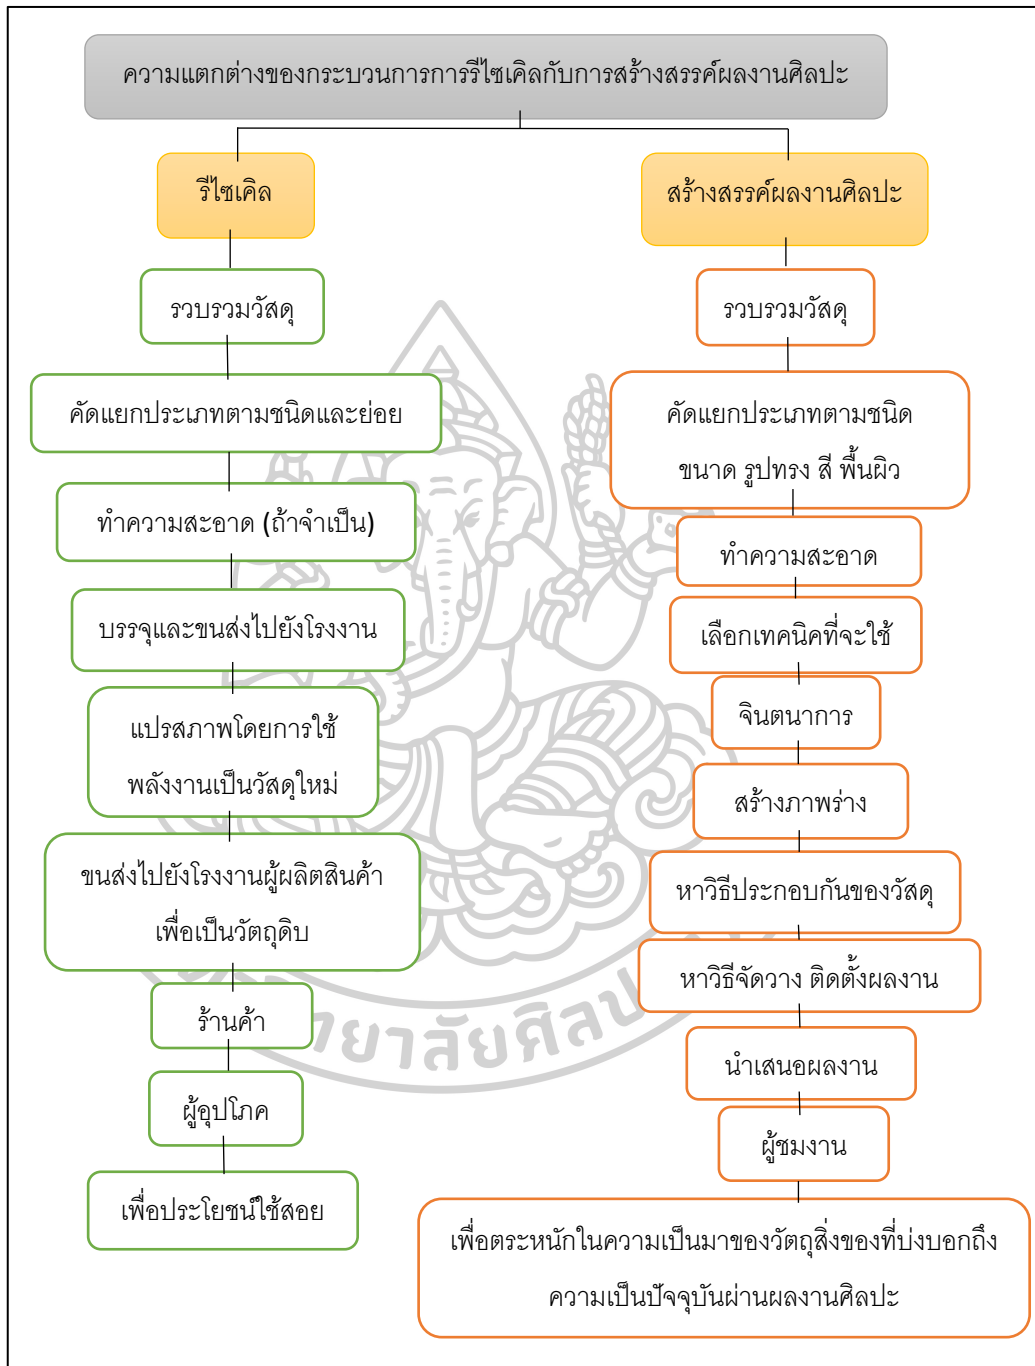 ความแตกต่างของกระบวนการการรีไซเคิลกับการสร้างสรรค์ผลงานศิลปะ
รีไซเคิล
รวบรวมวัสดุ
คัดแยกประเภทตามชนิดและย่อย
ทำความสะอาด (ถ้าจำเป็น)
บรรจุและขนส่งไปยังโรงงาน
แปรสภาพโดยการใช้
พลังงานเป็นวัสดุใหม่
ขนส่งไปยังโรงงานผู้ผลิตสินค้า
เพื่อเป็นวัตถุดิบ
ร้านค้า
ผู้อุปโภค
เพื่อประโยชน์ใช้สอย
สร้างสรรค์ผลงานศิลปะ
รวบรวมวัสดุ
คัดแยกประเภทตามชนิด
ขนาด รูปทรง สี พื้นผิว
ทำความสะอาด
เลือกเทคนิคที่จะใช้
จินตนาการ
สร้างภาพร่าง
หาวิธีประกอบกันของวัสดุ
หาวิธีจัดวาง ติดตั้งผลงาน
นำเสนอผลงาน
ผู้ชมงาน
เพื่อตระหนักในความเป็นมาของวัตถุสิ่งของที่บ่งบอกถึง
ความเป็นปัจจุบันผ่านผลงานศิลปะ